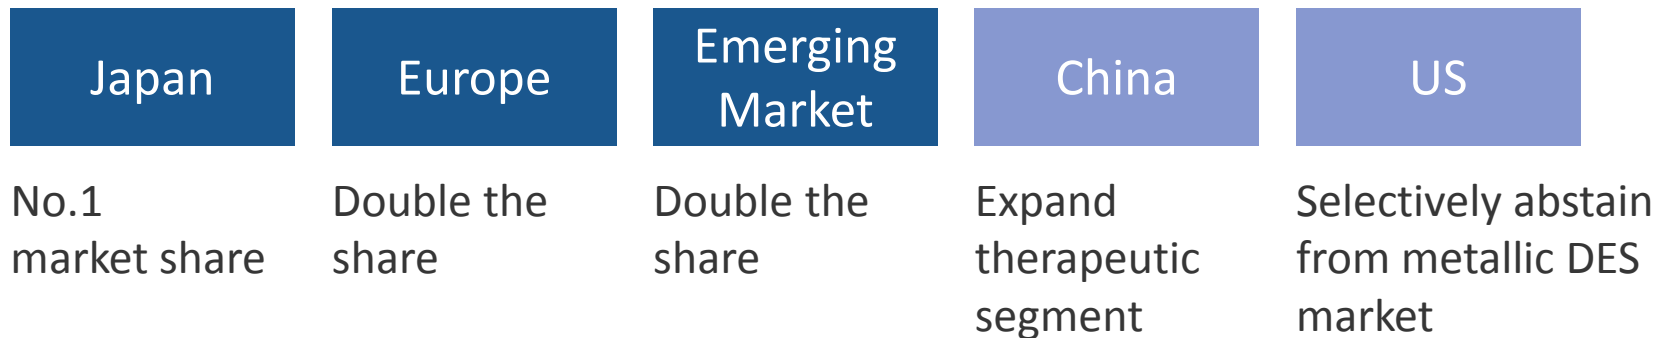 Japan
No.1
market share
Europe
Double the
share
Emerging
Market
Double the
share
China
Expand
therapeutic
segment
US
Selectively abstain
from metallic DES
market